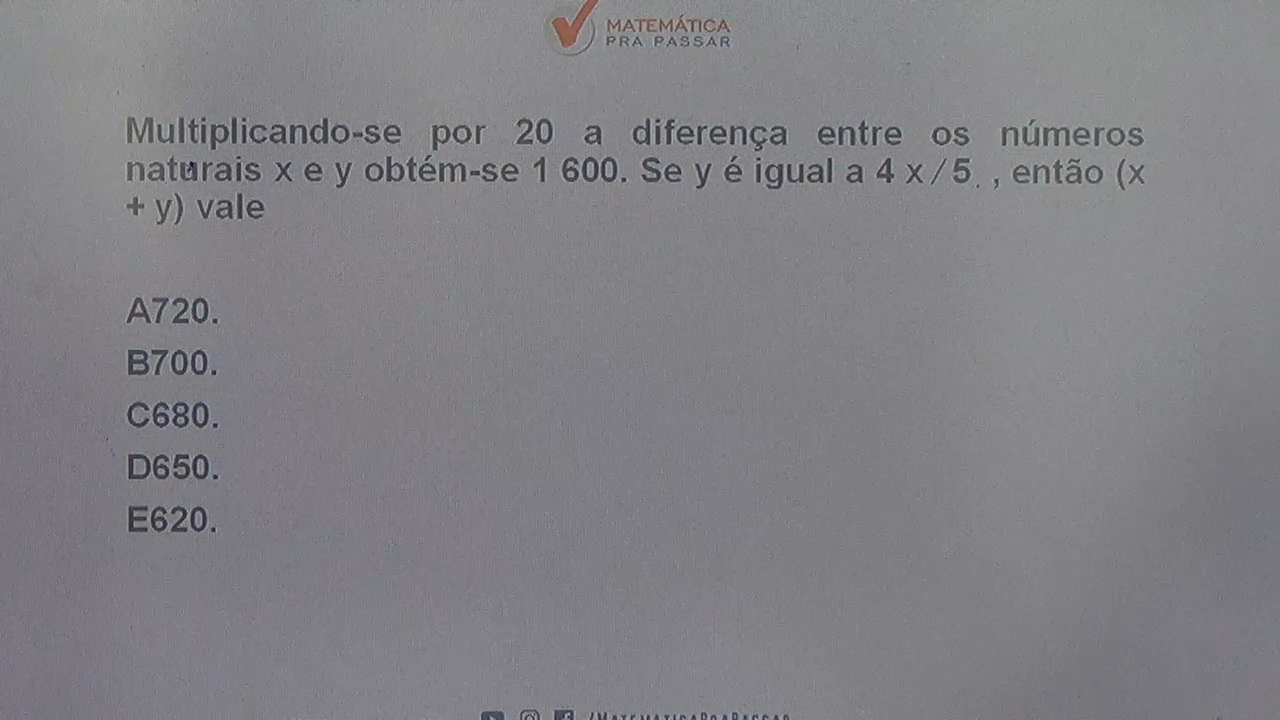 MATEMÁTICA
PRA PASSAR
Multiplicando-se por 20 a diferença entre os números
naturais x e y obtém-se 1 600. Se y é igual a 4 x/5. , então (x
+ y) vale
A720.
B700.
C680.
D650.
E620.
/MATEMATICAPRAPASSAR